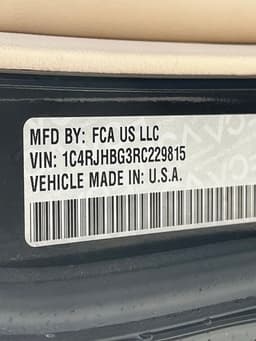 MFD BY: FCA US LLC
VIN: 1C4RJHBG3RC229815
VEHICLE MADE IN: U.S.A.